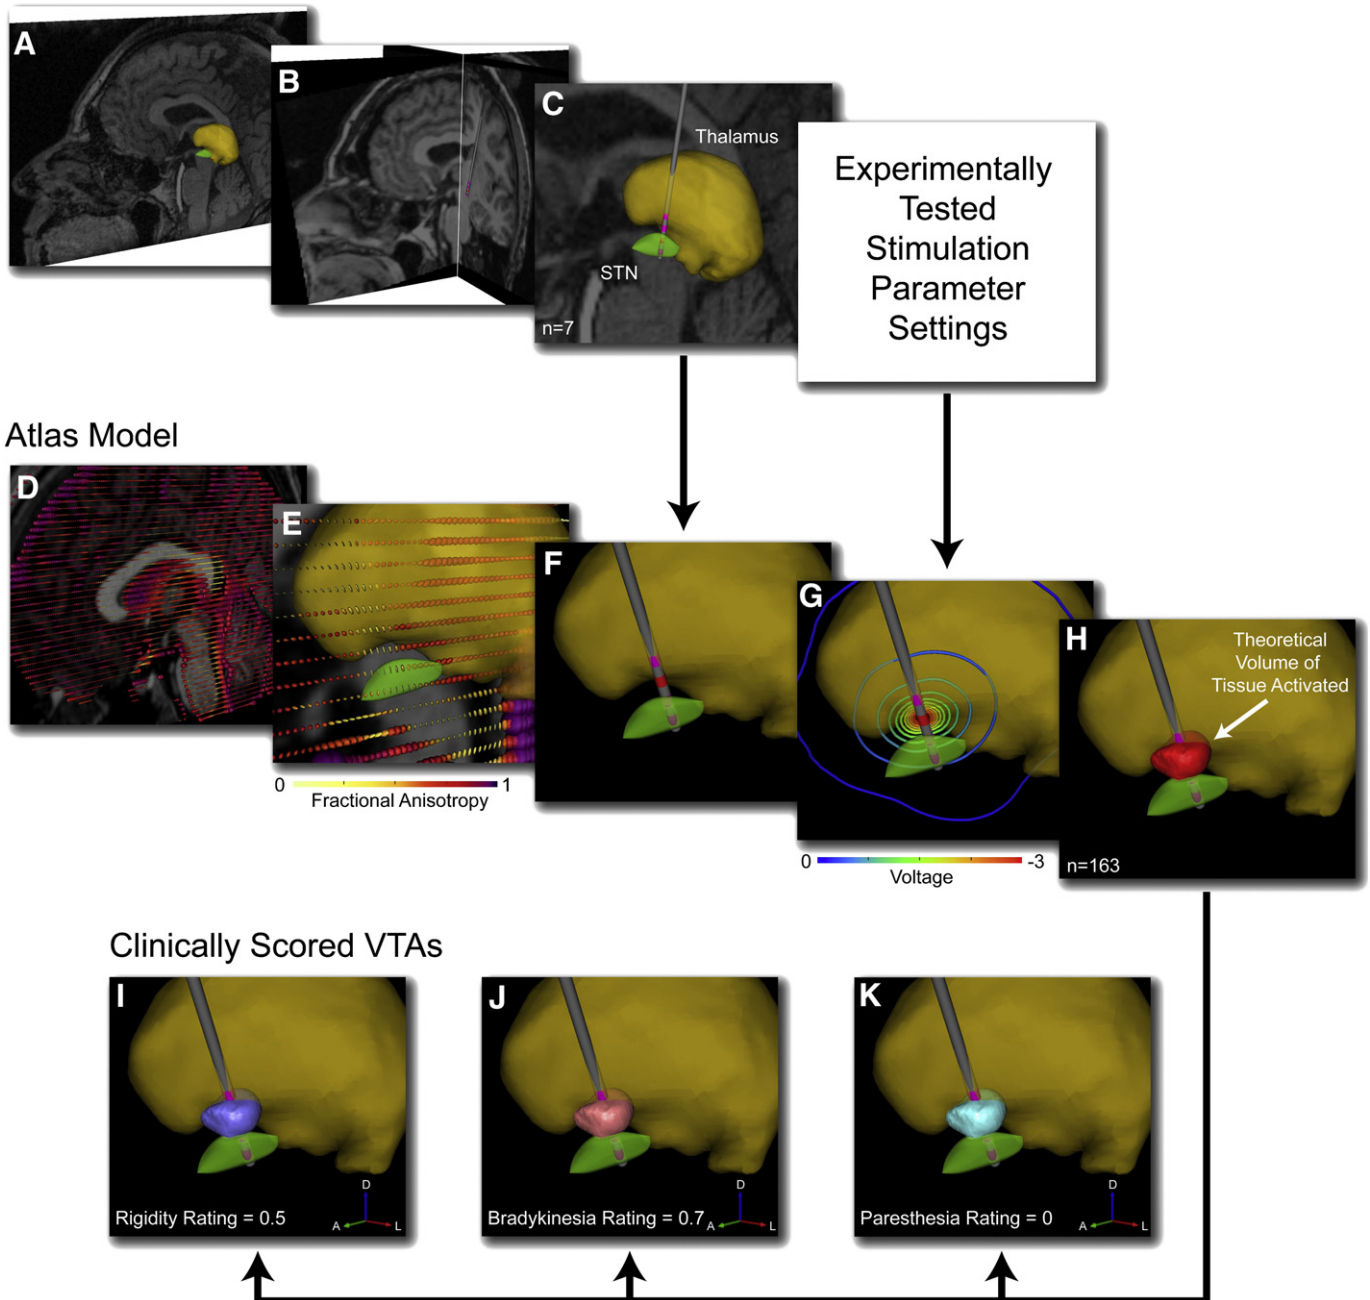 A
B
C
Thalamus
STN
n=7
Experimentally
Tested
Stimulation
Parameter
Settings
Atlas Model
D
E
0 1
Fractional Anisotropy
F
G
0 -3
Voltage
H
Theoretical
Volume of
Tissue Activated
n=163
Clinically Scored VTAs
I
Rigidity Rating = 0.5
D
A
L
J
Bradykinesia Rating = 0.7
D
A
L
K
Paresthesia Rating = 0
D
A
L